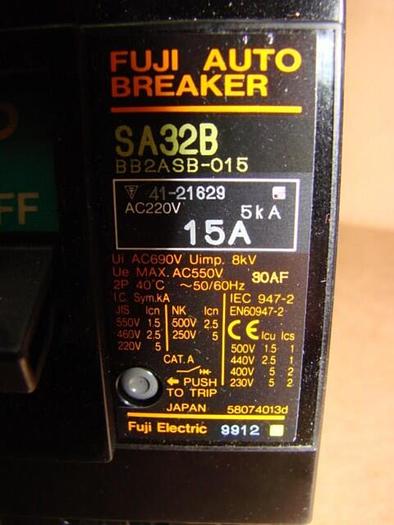 FUJI AUTO
BREAKER
SA32B
BB2ASB-015
41-21629
AC220V 5kA
15A
Ui AC690V Uimp. 8kV
Ue MAX. AC550V 30AF
2P 40°C ~50/60Hz
I.C. Sym.kA IEC 947-2
JIS Icn NK Icn EN60947-2
550V 1.5 500V 2.5 CE Icu Ics
460V 2.5 250V 5 500V 1.5 1
220V 5 440V 2.5 1
CAT.A 400V 5 2
← PUSH 230V 5 2
TO TRIP
JAPAN 58074013d
Fuji Electric 9912
FF